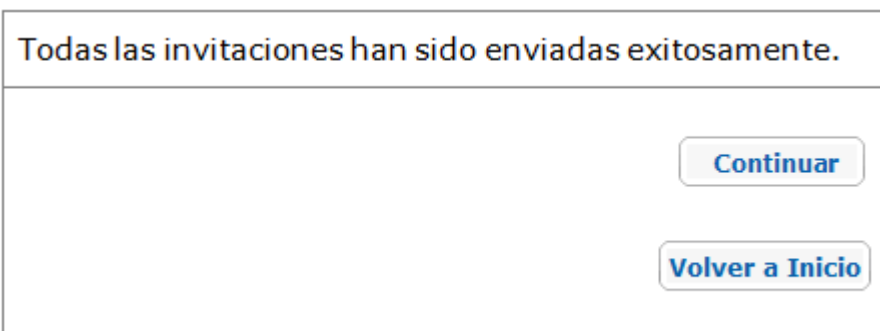 Todas las invitaciones han sido enviadas exitosamente.
Continuar
Volver a Inicio